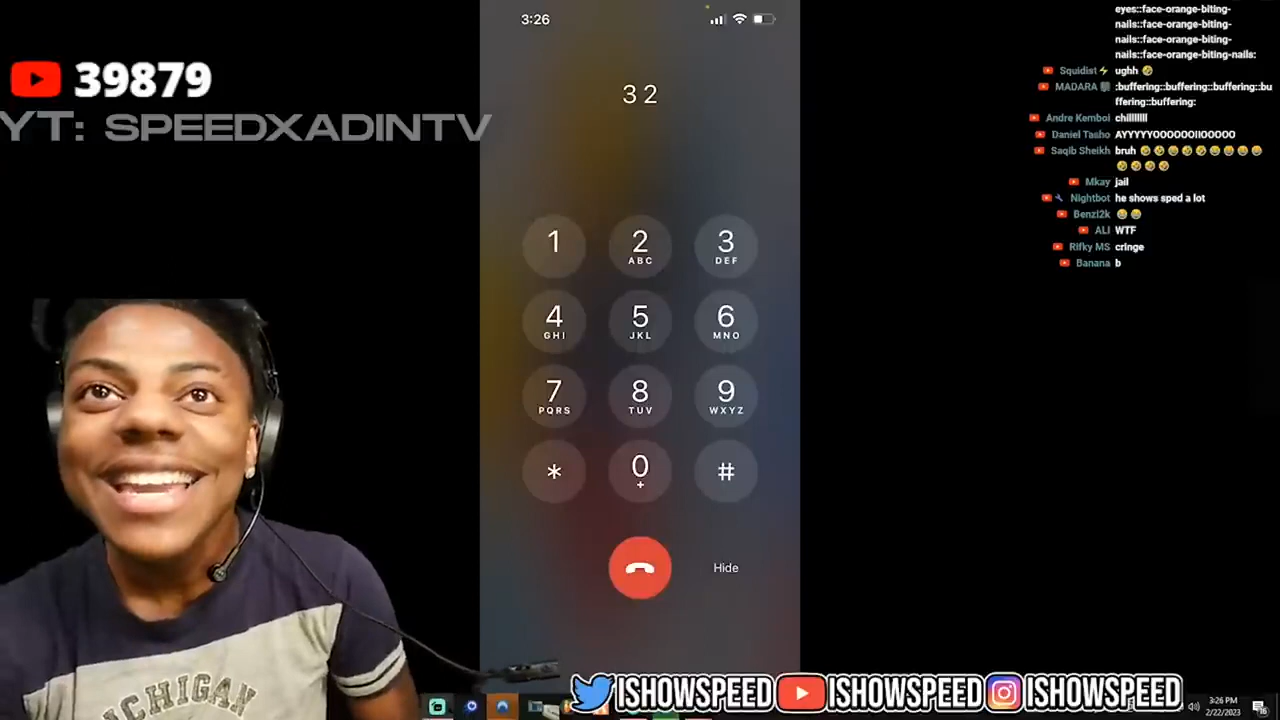 3:26
39879
YT: SPEEDXADINTV
3 2
1
2
ABC
3
DEF
4
GHI
5
JKL
6
MNO
7
PQRS
8
TUV
9
WXYZ
*
0
+
#
Hide
eyes::face-orange-biting-
nails::face-orange-biting-
nails::face-orange-biting-
nails::face-orange-biting-nails:
Squidist⚡ ughh 🤣
MADARA :buffering::buffering::buffering::bu
ffering::buffering:
Andre Kemboi chillllllll
Daniel Tasho AYYYYYOOOOOOIIOOOOO
Saqib Sheikh bruh 🤣🤣😂🤣🤣😂😂😂😂
🤣🤣🤣🤣
Mkay jail
Nightbot he shows sped a lot
Benzi2k 😂😂
ALI WTF
Rifky MS cringe
Banana b
MICHIGAN
ISHOWSPEED ISHOWSPEED ISHOWSPEED
3:26 PM
2/22/2023